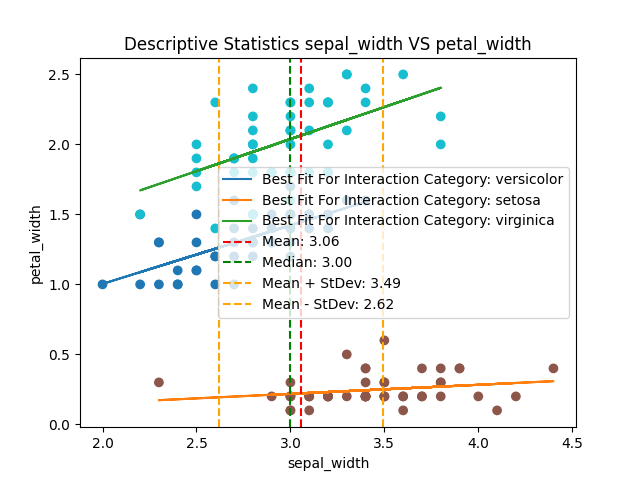 Descriptive Statistics sepal_width VS petal_width
2.5
2.0
1.5
1.0
0.5
0.0
petal_width
Best Fit For Interaction Category: versicolor
Best Fit For Interaction Category: setosa
Best Fit For Interaction Category: virginica
Mean: 3.06
Median: 3.00
Mean + StDev: 3.49
Mean - StDev: 2.62
2.0 2.5 3.0 3.5 4.0 4.5
sepal_width